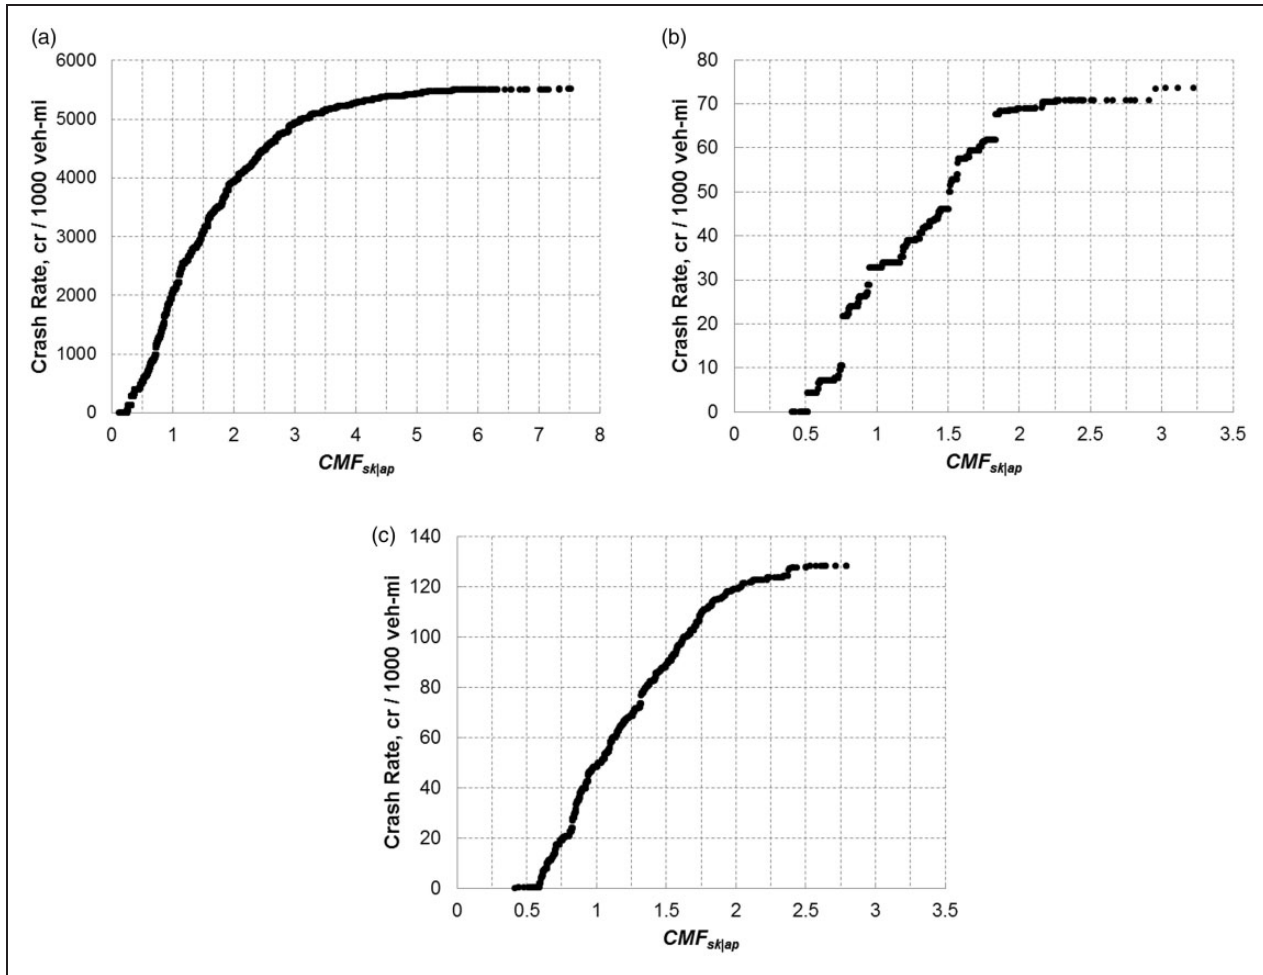 (a)
6000
5000
4000
3000
2000
1000
0
Crash Rate, cr / 1000 veh-mi
0 1 2 3 4 5 6 7 8
CMFsk|ap
(b)
80
70
60
50
40
30
20
10
0
Crash Rate, cr / 1000 veh-mi
0 0.5 1 1.5 2 2.5 3 3.5
CMFsk|ap
(c)
140
120
100
80
60
40
20
0
Crash Rate, cr / 1000 veh-mi
0 0.5 1 1.5 2 2.5 3 3.5
CMFsk|ap